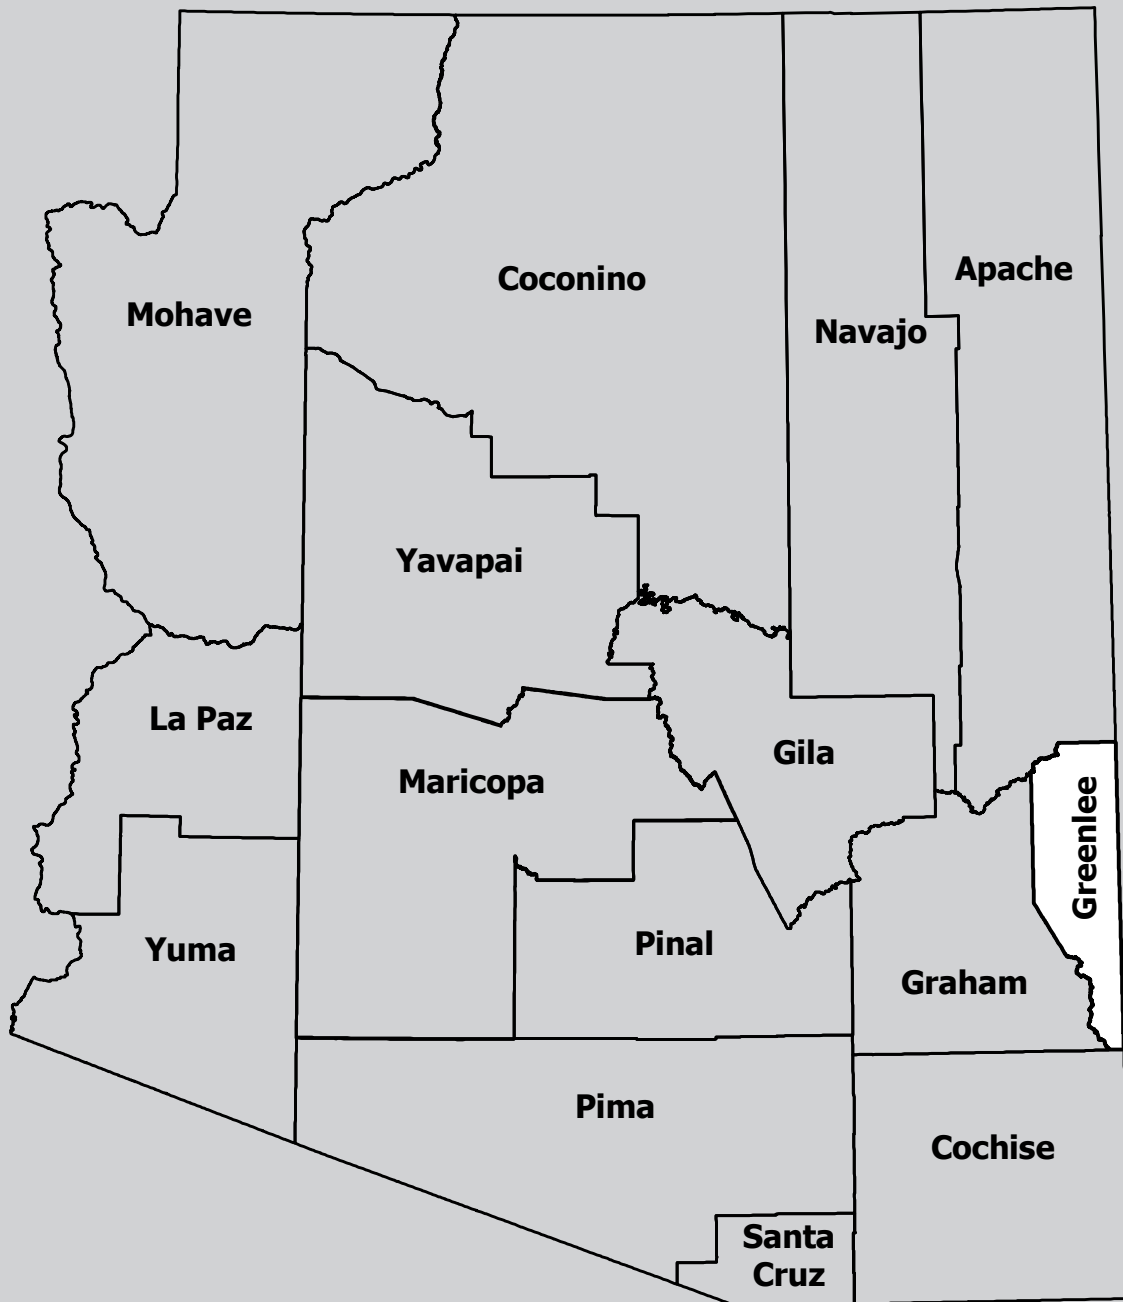 Apache
Coconino
Mohave
Navajo
Yavapai
La Paz
Gila
Maricopa
Greenlee
Pinal
Yuma
Graham
Pima
Cochise
Santa
Cruz